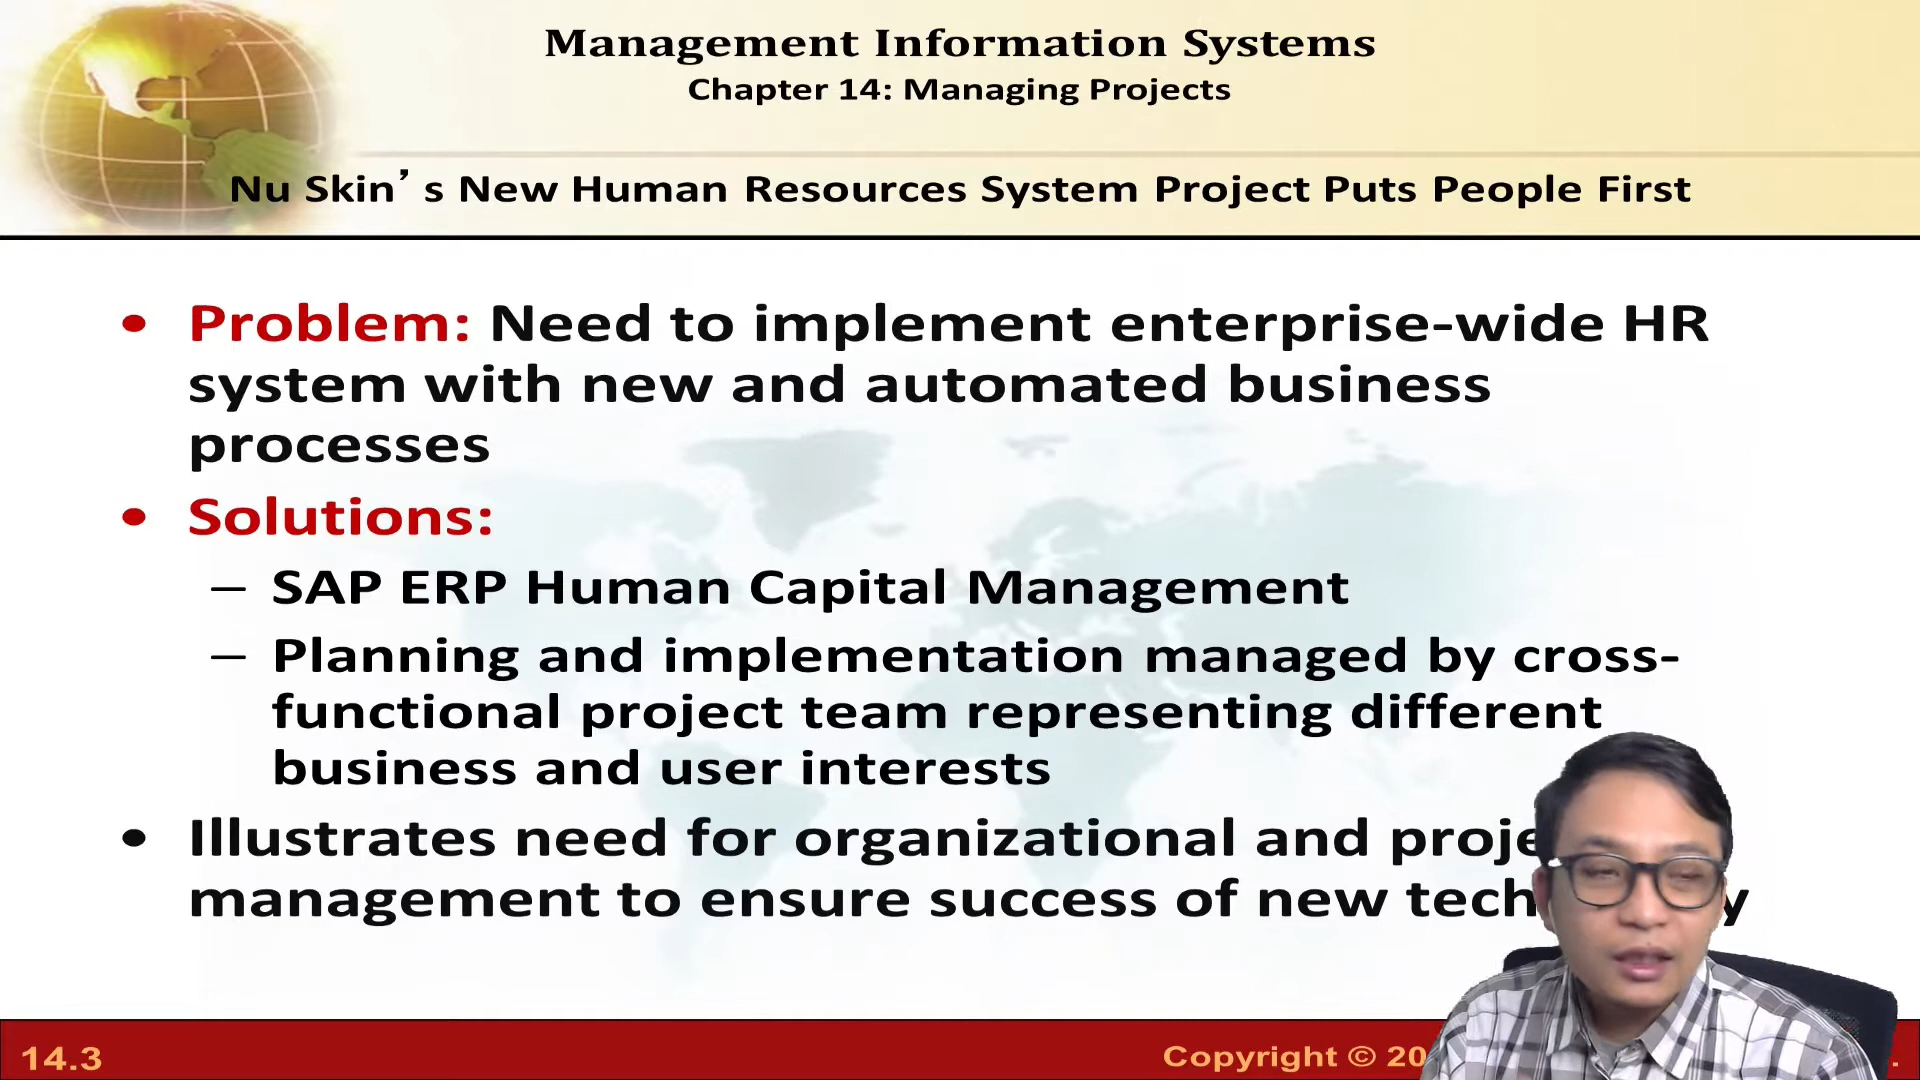 Management Information Systems
Chapter 14: Managing Projects
Nu Skin’s New Human Resources System Project Puts People First
• Problem: Need to implement enterprise-wide HR
system with new and automated business
processes
• Solutions:
– SAP ERP Human Capital Management
– Planning and implementation managed by cross-
functional project team representing different
business and user interests
• Illustrates need for organizational and
management to ensure success of new
14.3
Copyright ©